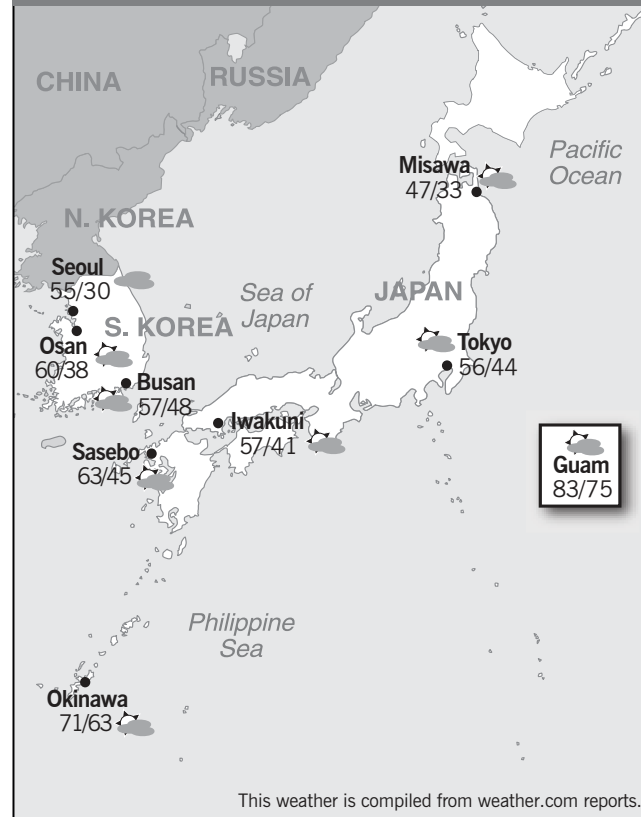 CHINA
RUSSIA
Pacific
Ocean
Misawa
47/33
N. KOREA
Seoul
55/30
Sea of
Japan
JAPAN
S. KOREA
Osan
60/38
Tokyo
56/44
Busan
57/48
Iwakuni
57/41
Sasebo
63/45
Guam
83/75
Philippine
Sea
Okinawa
71/63
This weather is compiled from weather.com reports.